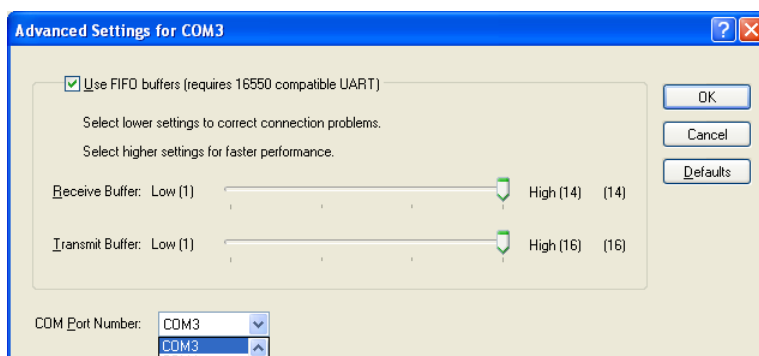 Advanced Settings for COM3
Use FIFO buffers (requires 16550 compatible UART)
OK
Select lower settings to correct connection problems.
Cancel
Select higher settings for faster performance.
Defaults
Receive Buffer: Low (1) High (14) (14)
Transmit Buffer: Low (1) High (16) (16)
COM Port Number: COM3
COM3